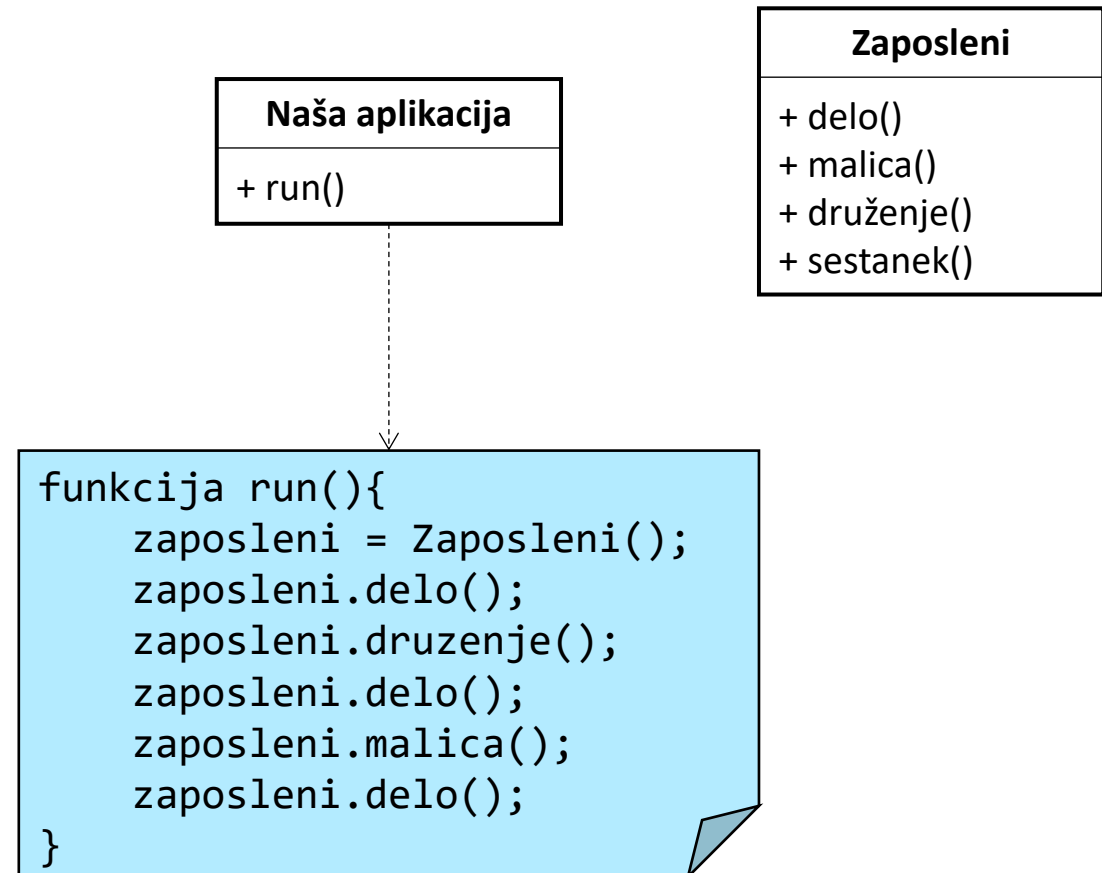 Naša aplikacija
+ run()
Zaposleni
+ delo()
+ malica()
+ druženje()
+ sestanek()
funkcija run(){
    zaposleni = Zaposleni();
    zaposleni.delo();
    zaposleni.druzenje();
    zaposleni.delo();
    zaposleni.malica();
    zaposleni.delo();
}